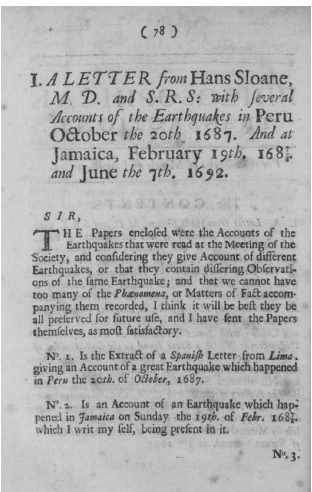 ( 78 )
I. A LETTER from Hans Sloane,
M. D. and S. R. S: with ſeveral
Accounts of the Earthquakes in Peru
October the 20th. 1687. And at
Jamaica, February 19th. 168⅞.
and June the 7th. 1692.
SIR,
THE Papers encloſed were the Accounts of the
Earthquakes that were read at the Meeting of the
Society, and conſidering they give Account of different
Earthquakes, or that they contain differing Obſervati-
ons of the ſame Earthquake; and that we cannot have
too many of the Phænomena, or Matters of Fact accom-
panying them recorded, I think it will be beſt they be
all preſerved for future uſe, and I have ſent the Papers
themſelves, as moſt ſatisfactory.
No. 1. Is the Extract of a Spaniſh Letter from Lima,
giving an Account of a great Earthquake which happened
in Peru the 20th. of October, 1687.
No. 2. Is an Account of an Earthquake which hap-
pened in Jamaica on Sunday the 19th. of Febr. 168⅞.
which I writ my ſelf, being preſent in it.
No. 3.